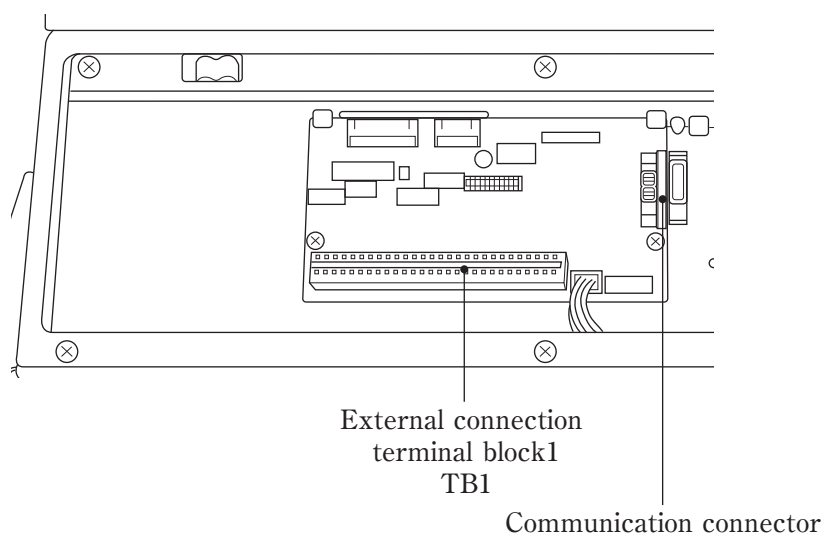 External connection
terminal block1
TB1
Communication connector